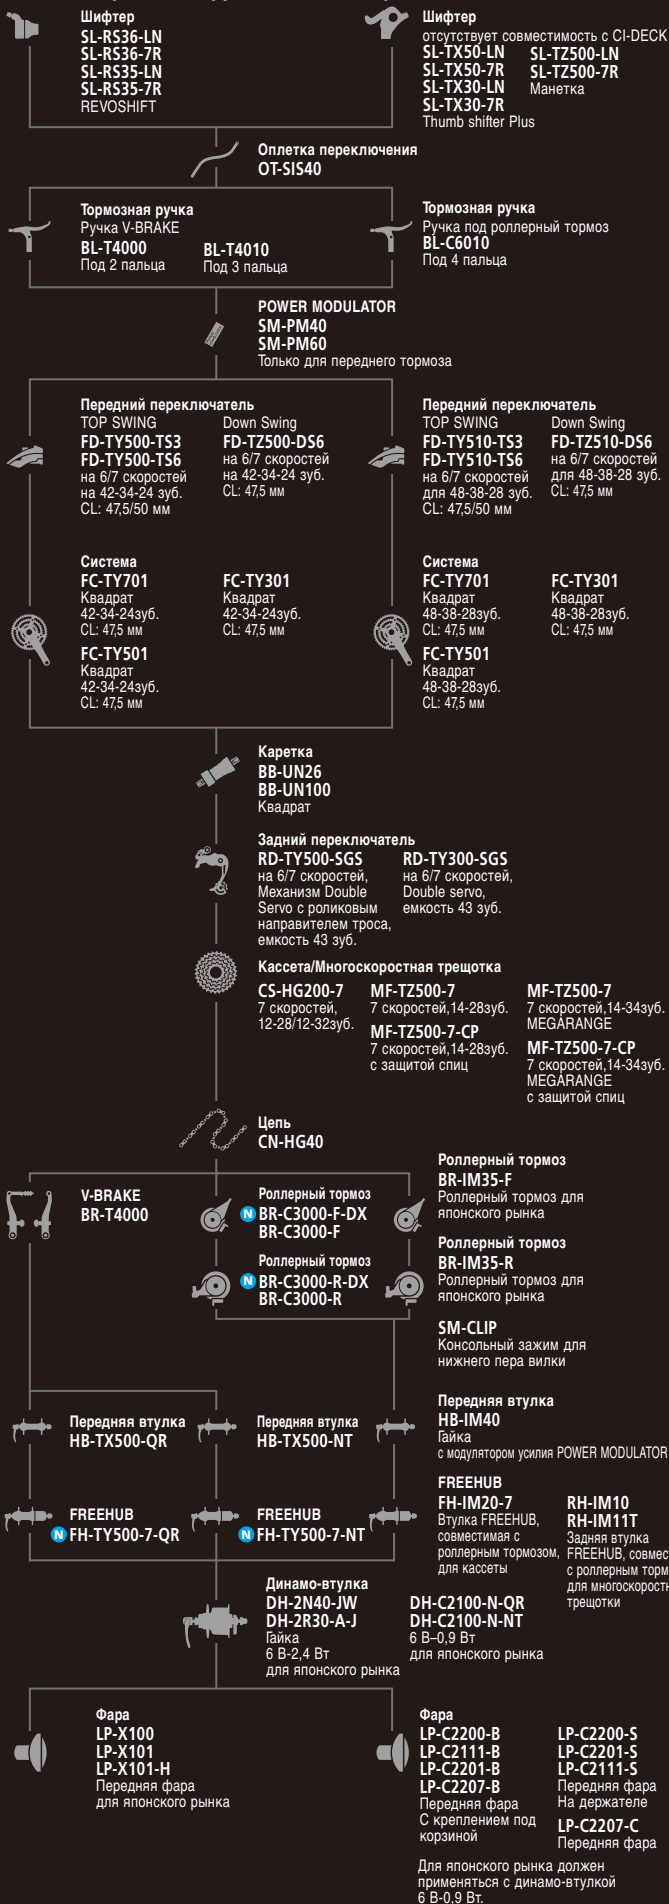 Шифтер
SL-RS36-LN
SL-RS36-7R
SL-RS35-LN
SL-RS35-7R
REVOSHIFT
Шифтер
отсутствует совместимость с CI-DECK
SL-TX50-LN
SL-TX50-7R
SL-TX30-LN
SL-TX30-7R
Thumb shifter Plus
SL-TZ500-LN
SL-TZ500-7R
Манетка
Оплетка переключения
OT-SIS40
Тормозная ручка
Ручка V-BRAKE
BL-T4000
Под 2 пальца
BL-T4010
Под 3 пальца
Тормозная ручка
Ручка под роллерный тормоз
BL-C6010
Под 4 пальца
POWER MODULATOR
SM-PM40
SM-PM60
Только для переднего тормоза
Передний переключатель
TOP SWING
FD-TY500-TS3
FD-TY500-TS6
на 6/7 скоростей
на 42-34-24 зуб.
CL: 47,5/50 мм
Down Swing
FD-TZ500-DS6
на 6/7 скоростей
на 42-34-24 зуб.
CL: 47,5 мм
Передний переключатель
TOP SWING
FD-TY510-TS3
FD-TY510-TS6
на 6/7 скоростей
для 48-38-28 зуб.
CL: 47,5/50 мм
Down Swing
FD-TZ510-DS6
на 6/7 скоростей
для 48-38-28 зуб.
CL: 47,5 мм
Система
FC-TY701
Квадрат
42-34-24зуб.
CL: 47,5 мм
FC-TY501
Квадрат
42-34-24зуб.
CL: 47,5 мм
FC-TY301
Квадрат
42-34-24зуб.
CL: 47,5 мм
Система
FC-TY701
Квадрат
48-38-28зуб.
CL: 47,5 мм
FC-TY501
Квадрат
48-38-28зуб.
CL: 47,5 мм
FC-TY301
Квадрат
48-38-28зуб.
CL: 47,5 мм
Каретка
BB-UN26
BB-UN100
Квадрат
Задний переключатель
RD-TY500-SGS
на 6/7 скоростей,
Механизм Double
Servo с роликовым
направителем троса,
емкость 43 зуб.
RD-TY300-SGS
на 6/7 скоростей,
Double servo,
емкость 43 зуб.
Кассета/Многоскоростная трещотка
CS-HG200-7
7 скоростей,
12-28/12-32зуб.
MF-TZ500-7
7 скоростей,14-28зуб.
MF-TZ500-7-CP
7 скоростей,14-28зуб.
с защитой спиц
MF-TZ500-7
7 скоростей,14-34зуб.
MEGARANGE
MF-TZ500-7-CP
7 скоростей,14-34зуб.
MEGARANGE
с защитой спиц
Цепь
CN-HG40
V-BRAKE
BR-T4000
Роллерный тормоз
N BR-C3000-F-DX
BR-C3000-F
Роллерный тормоз
N BR-C3000-R-DX
BR-C3000-R
Роллерный тормоз
BR-IM35-F
Роллерный тормоз для
японского рынка
Роллерный тормоз
BR-IM35-R
Роллерный тормоз для
японского рынка
SM-CLIP
Консольный зажим для
нижнего пера вилки
Передняя втулка
HB-TX500-QR
Передняя втулка
HB-TX500-NT
Передняя втулка
HB-IM40
Гайка
с модулятором усилия POWER MODULATOR
FREEHUB
N FH-TY500-7-QR
FREEHUB
N FH-TY500-7-NT
FREEHUB
FH-IM20-7
Втулка FREEHUB,
совместимая с
роллерным тормозом,
для кассеты
RH-IM10
RH-IM11T
Задняя втулка
FREEHUB,
с роллерным
для
трещотки
Динамо-втулка
DH-2N40-JW
DH-2R30-A-J
Гайка
6 В-2,4 Вт
для японского рынка
DH-C2100-N-QR
DH-C2100-N-NT
6 В–0,9 Вт
для японского рынка
Фара
LP-X100
LP-X101
LP-X101-H
Передняя фара
для японского рынка
Фара
LP-C2200-B
LP-C2111-B
LP-C2201-B
LP-C2207-B
Передняя фара
С креплением под
корзиной
LP-C2200-S
LP-C2201-S
LP-C2111-S
Передняя фара
На держателе
LP-C2207-C
Передняя фара
Для японского рынка должен
применяться с динамо-втулкой
6 В-0,9 Вт.